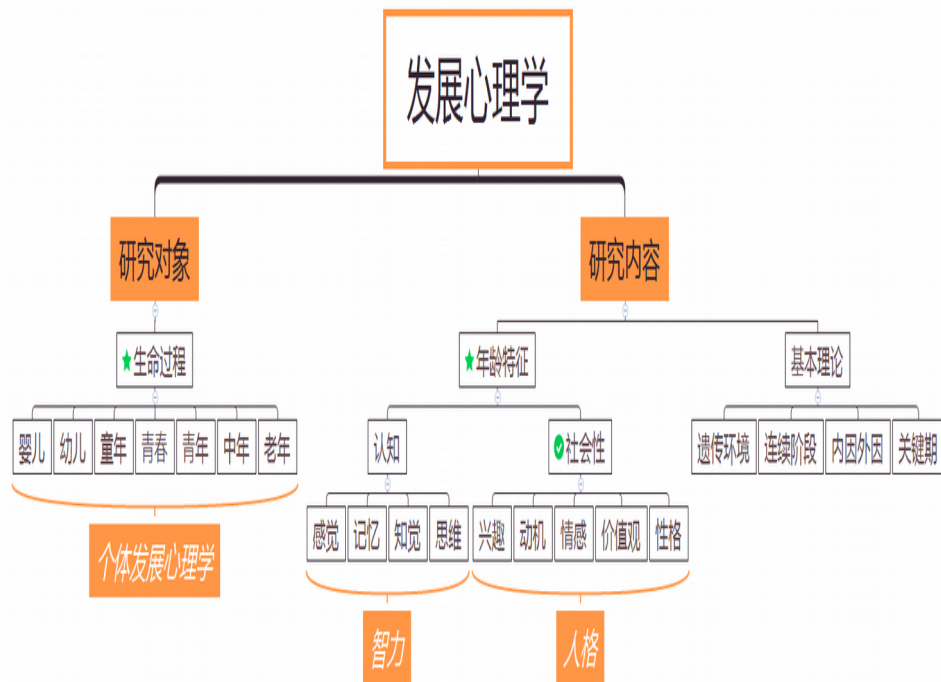 发展心理学
研究对象
研究内容
生命过程
年龄特征
基本理论
婴儿 幼儿 童年 青春 青年 中年 老年
认知
社会性
遗传环境 连续阶段 内因外因 关键期
感觉 记忆 知觉 思维
兴趣 动机 情感 价值观 性格
个体发展心理学
智力
人格